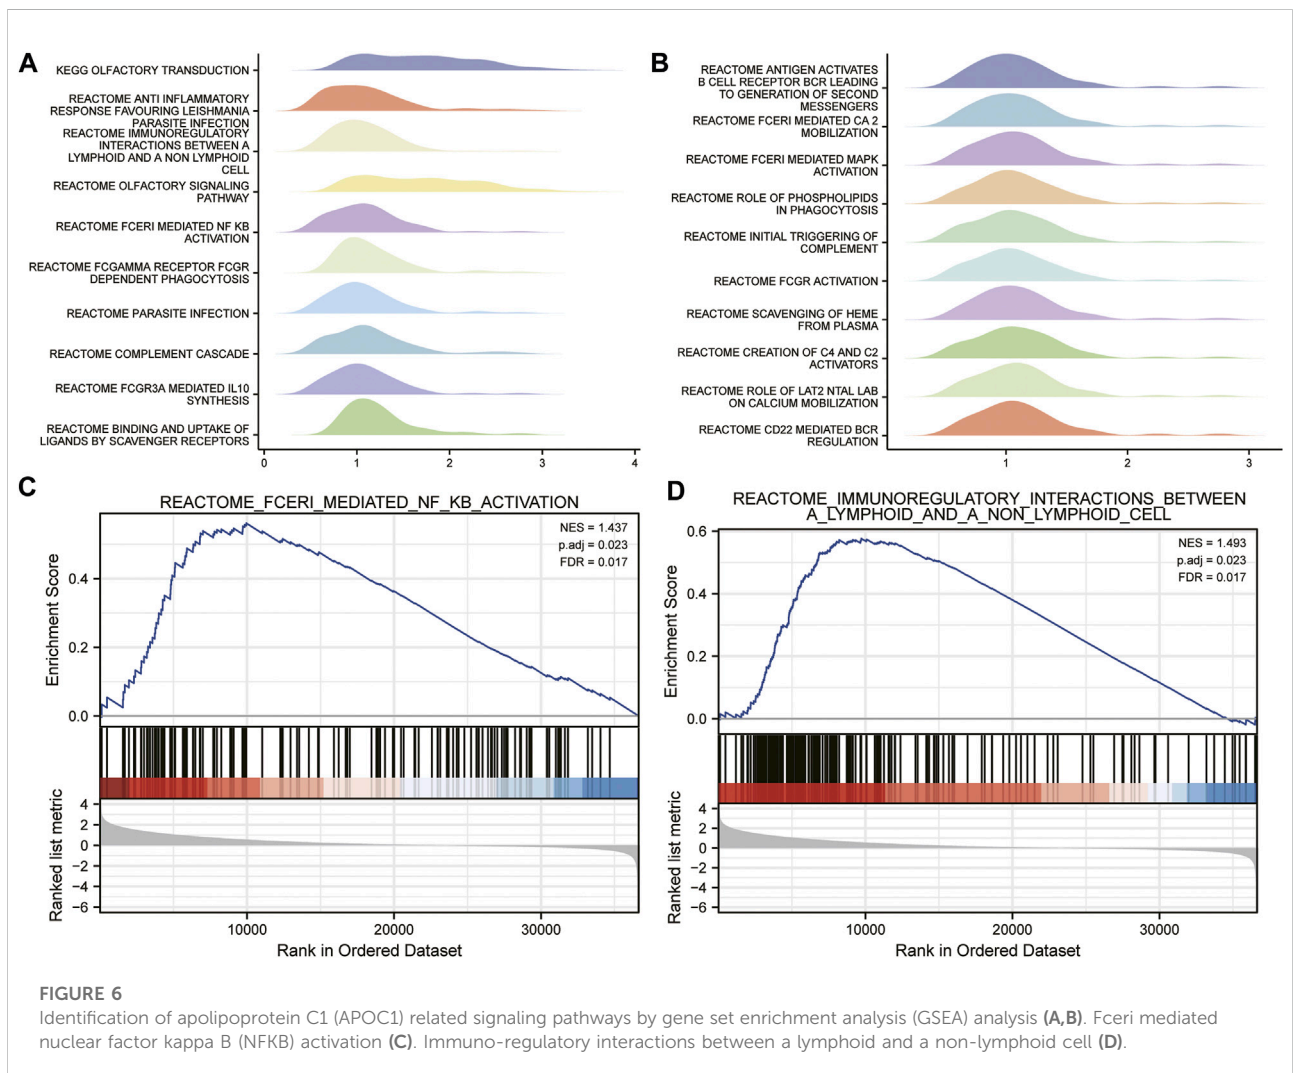 A
KEGG OLFACTORY TRANSDUCTION
REACTOME ANTI INFLAMMATORY
RESPONSE FAVOURING LEISHMANIA
PARASITE INFECTION
REACTOME IMMUNOREGULATORY
INTERACTIONS BETWEEN A
LYMPHOID AND A NON LYMPHOID
CELL
REACTOME OLFACTORY SIGNALING
PATHWAY
REACTOME FCERI MEDIATED NF KB
ACTIVATION
REACTOME FCGAMMA RECEPTOR FCGR
DEPENDENT PHAGOCYTOSIS
REACTOME PARASITE INFECTION
REACTOME COMPLEMENT CASCADE
REACTOME FCGR3A MEDIATED IL10
SYNTHESIS
REACTOME BINDING AND UPTAKE OF
LIGANDS BY SCAVENGER RECEPTORS
0 1 2 3 4
B
REACTOME ANTIGEN ACTIVATES
B CELL RECEPTOR BCR LEADING
TO GENERATION OF SECOND
MESSENGERS
REACTOME FCERI MEDIATED CA 2
MOBILIZATION
REACTOME FCERI MEDIATED MAPK
ACTIVATION
REACTOME ROLE OF PHOSPHOLIPIDS
IN PHAGOCYTOSIS
REACTOME INITIAL TRIGGERING OF
COMPLEMENT
REACTOME FCGR ACTIVATION
REACTOME SCAVENGING OF HEME
FROM PLASMA
REACTOME CREATION OF C4 AND C2
ACTIVATORS
REACTOME ROLE OF LAT2 NTAL LAB
ON CALCIUM MOBILIZATION
REACTOME CD22 MEDIATED BCR
REGULATION
1 2 3
C
REACTOME_FCERI_MEDIATED_NF_KB_ACTIVATION
NES = 1.437
p.adj = 0.023
FDR = 0.017
Enrichment Score
0.4
0.2
0.0
Ranked list metric
4
2
0
−2
−4
−6
10000 20000 30000
Rank in Ordered Dataset
D
REACTOME_IMMUNOREGULATORY_INTERACTIONS_BETWEEN
A_LYMPHOID_AND_A_NON_LYMPHOID_CELL
NES = 1.493
p.adj = 0.023
FDR = 0.017
Enrichment Score
0.6
0.4
0.2
0.0
Ranked list metric
4
2
0
−2
−4
−6
10000 20000 30000
Rank in Ordered Dataset
FIGURE 6
Identification of apolipoprotein C1 (APOC1) related signaling pathways by gene set enrichment analysis (GSEA) analysis (A,B). Fceri mediated
nuclear factor kappa B (NFKB) activation (C). Immuno-regulatory interactions between a lymphoid and a non-lymphoid cell (D).